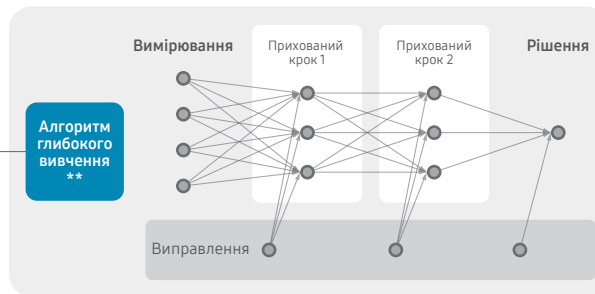 Вимірювання
Прихований
крок 1
Прихований
крок 2
Рішення
Алгоритм
глибокого
вивчення
**
Виправлення